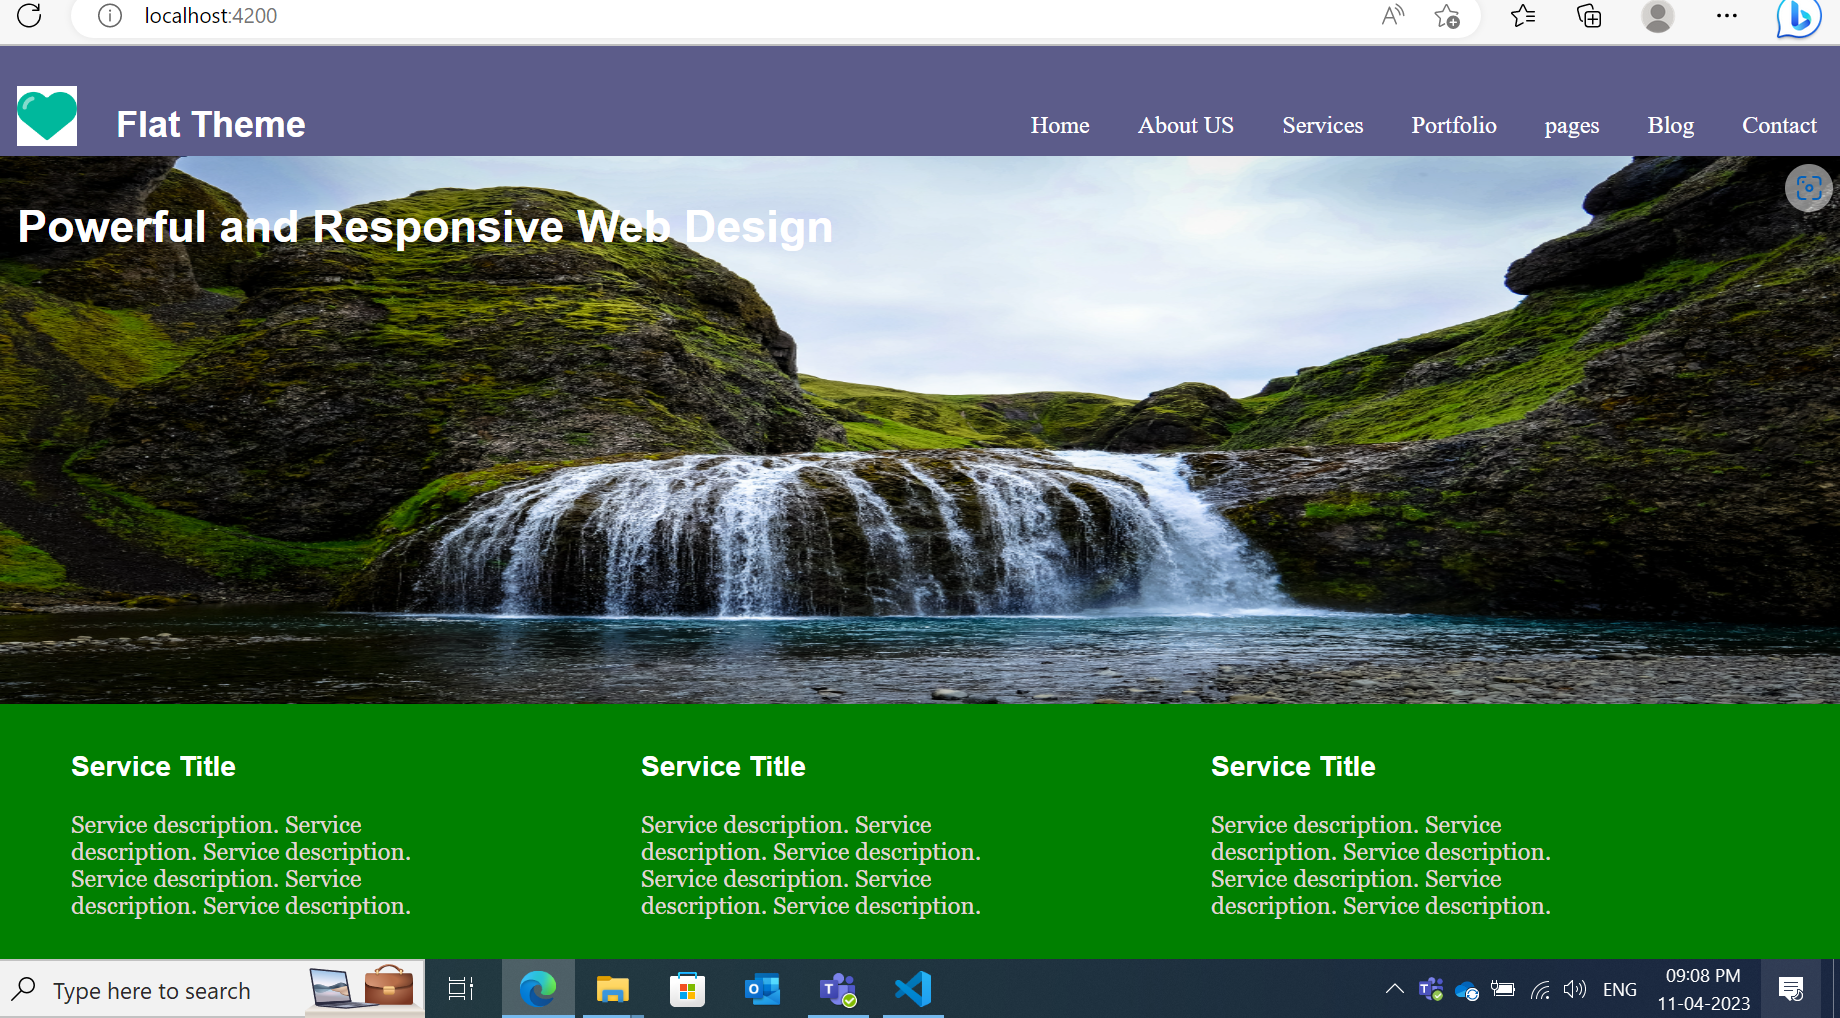 localhost:4200
Flat Theme
Home About US Services Portfolio pages Blog Contact
Powerful and Responsive Web Design
Service Title
Service description. Service
description. Service description.
Service description. Service
description. Service description.
Service Title
Service description. Service
description. Service description.
Service description. Service
description. Service description.
Service Title
Service description. Service
description. Service description.
Service description. Service
description. Service description.
Type here to search
ENG
09:08 PM
11-04-2023